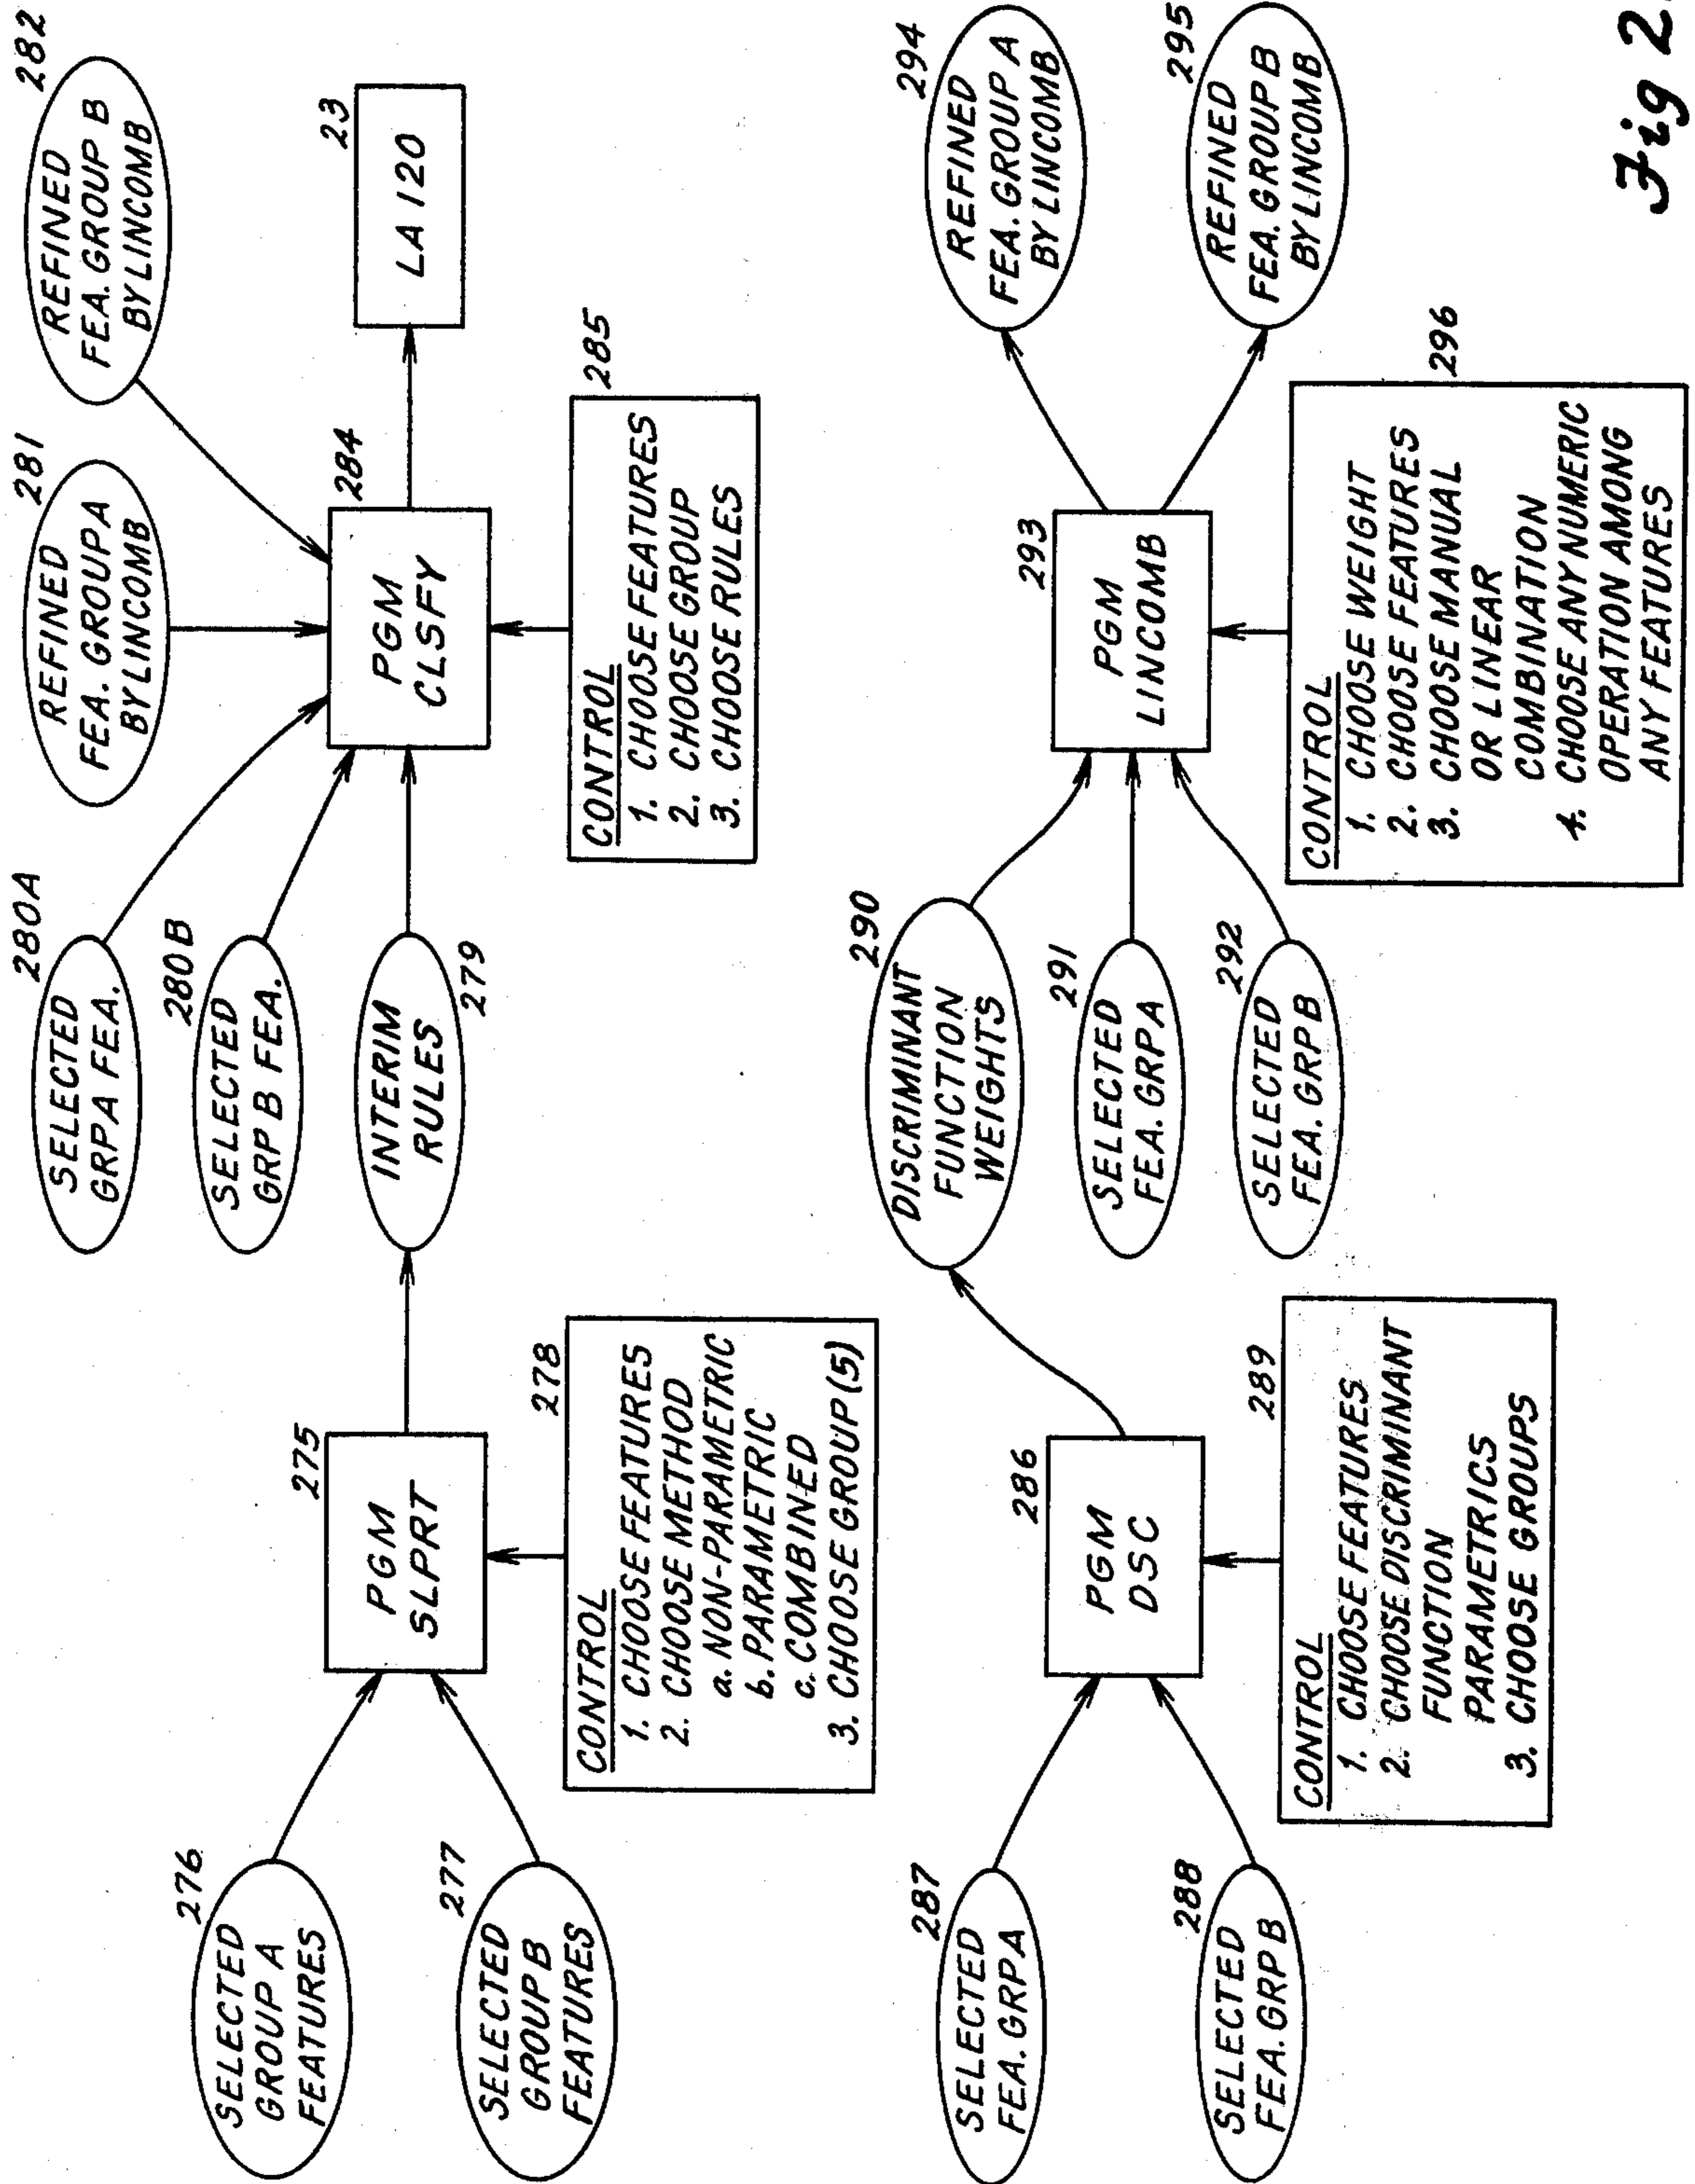 276
SELECTED
GROUP A
FEATURES
277
SELECTED
GROUP B
FEATURES
275
PGM
SLPRT
278
CONTROL
1. CHOOSE FEATURES
2. CHOOSE METHOD
a. NON-PARAMETRIC
b. PARAMETRIC
c. COMBINED
3. CHOOSE GROUP(5)
280A
SELECTED
GRPA FEA.
280B
SELECTED
GRP B FEA.
INTERIM
RULES
279
281
REFINED
FEA. GROUPA
BY LINCOMB
282
REFINED
FEA. GROUP B
BY LINCOMB
284
PGM
CLSFY
23
LA 120
285
CONTROL
1. CHOOSE FEATURES
2. CHOOSE GROUP
3. CHOOSE RULES
287
SELECTED
FEA. GRPA
288
SELECTED
FEA. GRPB
286
PGM
DSC
289
CONTROL
1. CHOOSE FEATURES
2. CHOOSE DISCRIMINANT
FUNCTION
PARAMETRICS
3. CHOOSE GROUPS
290
DISCRIMINANT
FUNCTION
WEIGHTS
291
SELECTED
FEA. GRPA
292
SELECTED
FEA. GRPB
293
PGM
LINCOMB
294
REFINED
FEA. GROUP A
BY LINCOMB
295
REFINED
FEA. GROUP B
BY LINCOMB
296
CONTROL
1. CHOOSE WEIGHT
2. CHOOSE FEATURES
3. CHOOSE MANUAL
OR LINEAR
COMBINATION
4. CHOOSE ANY NUMERIC
OPERATION AMONG
ANY FEATURES
Fig 2